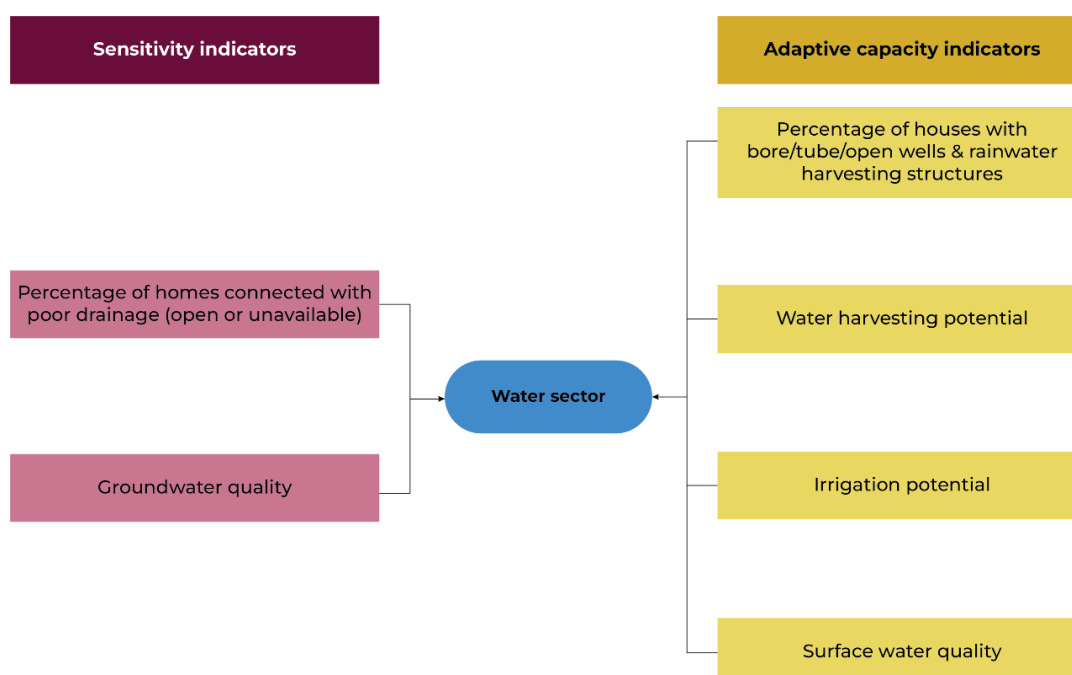 Sensitivity indicators
Adaptive capacity indicators
Percentage of houses with
bore/tube/open wells & rainwater
harvesting structures
Percentage of homes connected with
poor drainage (open or unavailable)
Water harvesting potential
Water sector
Groundwater quality
Irrigation potential
Surface water quality